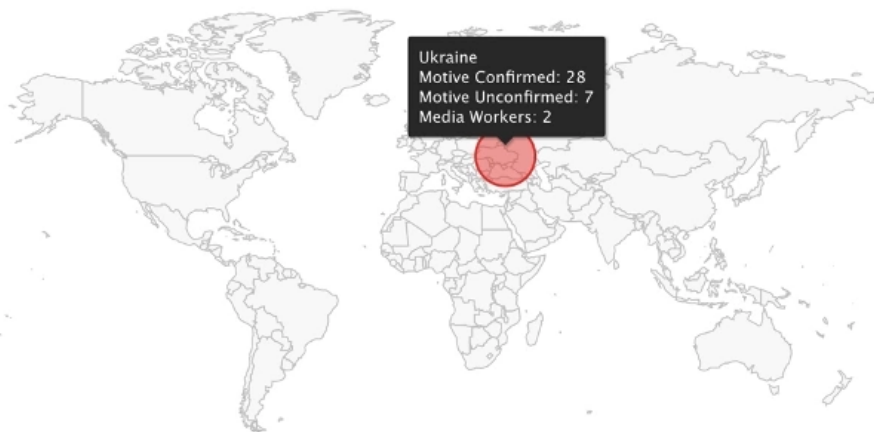 Ukraine
Motive Confirmed: 28
Motive Unconfirmed: 7
Media Workers: 2